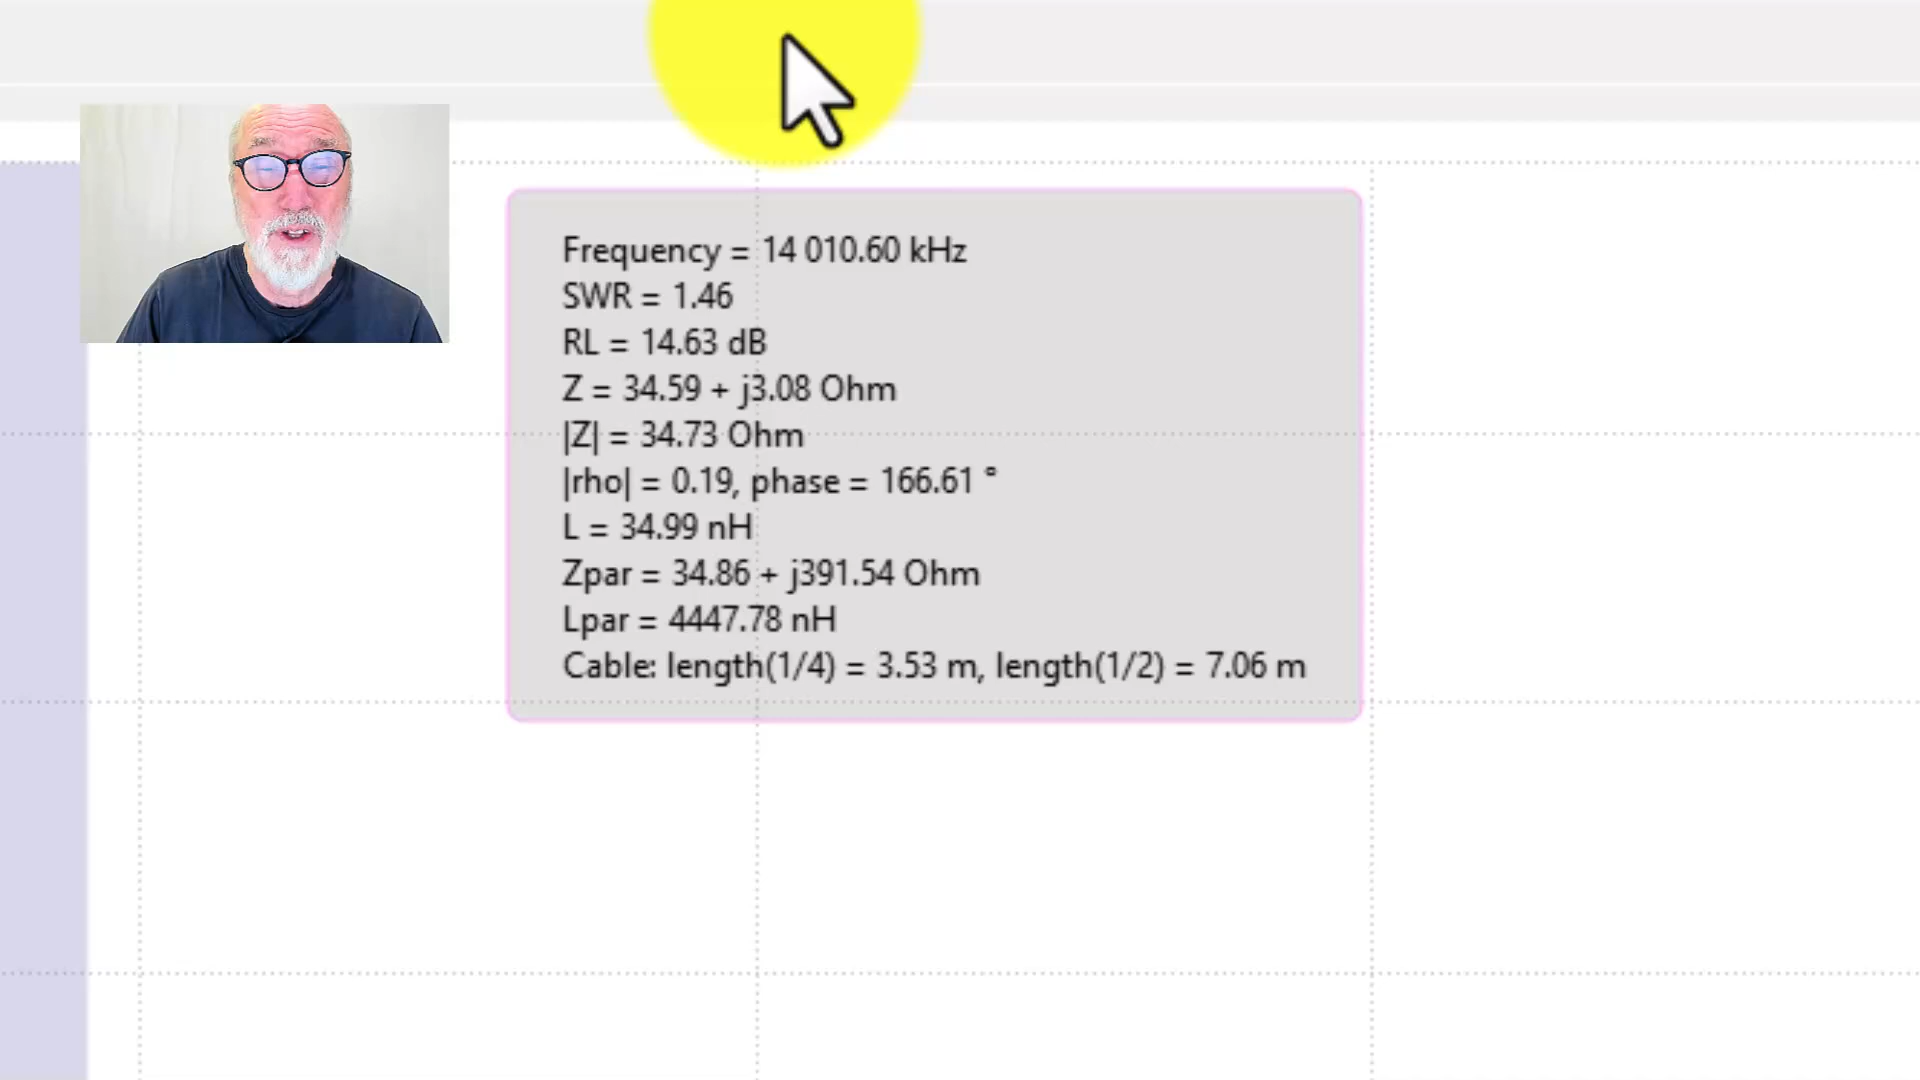 Frequency = 14 010.60 kHz
SWR = 1.46
RL = 14.63 dB
Z = 34.59 + j3.08 Ohm
|Z| = 34.73 Ohm
|rho| = 0.19, phase = 166.61 °
L = 34.99 nH
Zpar = 34.86 + j391.54 Ohm
Lpar = 4447.78 nH
Cable: length(1/4) = 3.53 m, length(1/2) = 7.06 m